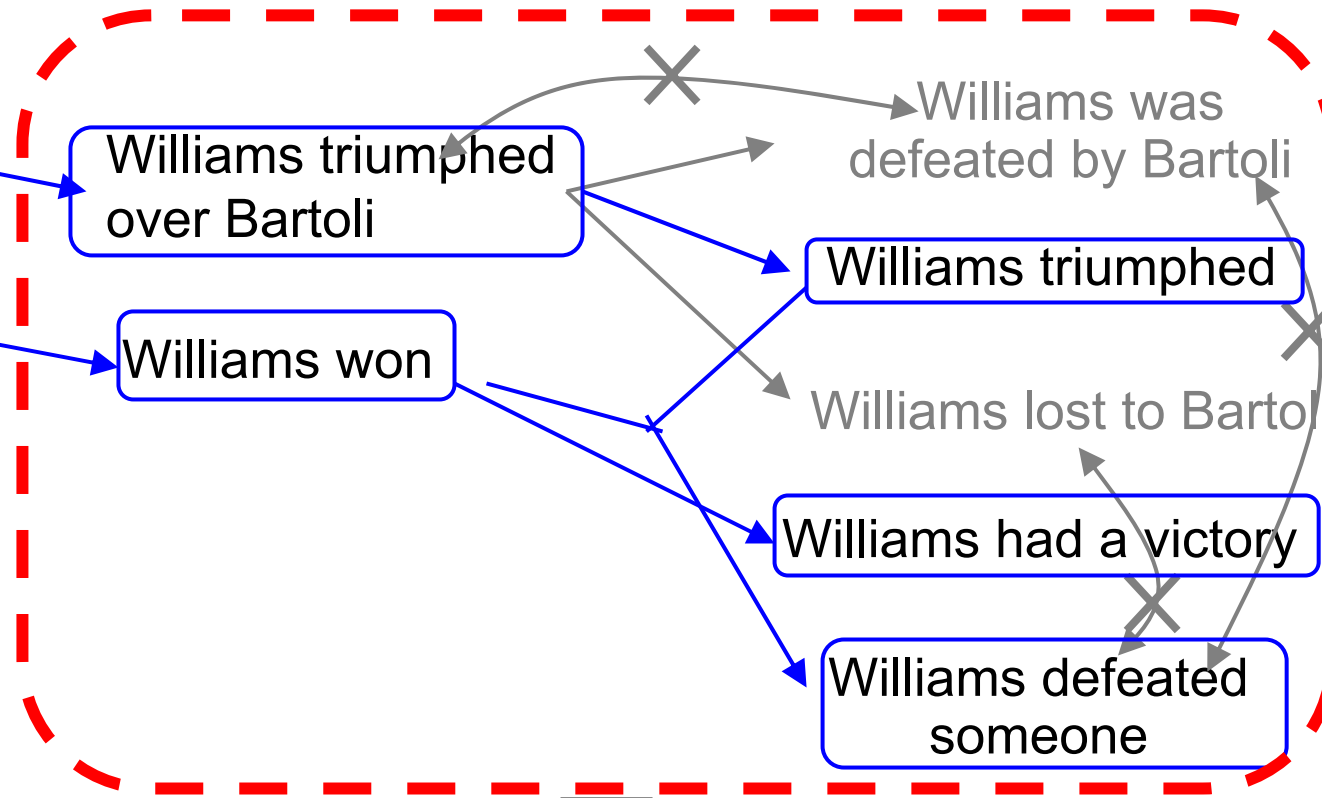 Williams was
defeated by Bartoli
Williams triumphed
over Bartoli
Williams triumphed
Williams won
Williams lost to Bartol
Williams had a victory
Williams defeated
someone